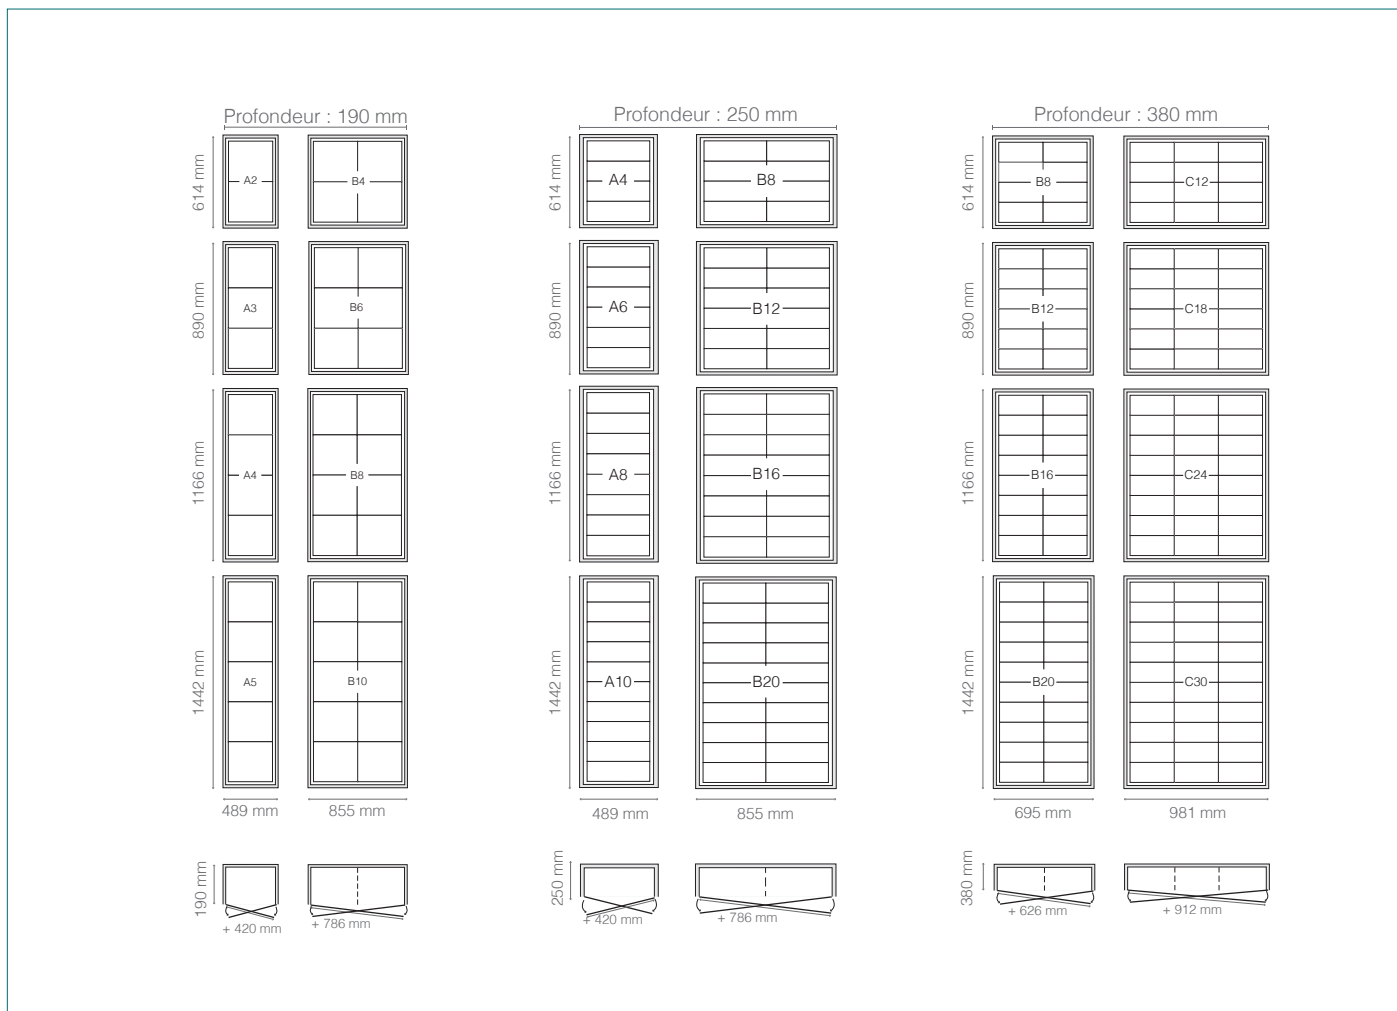 Profondeur : 190 mm
614 mm
A2
B4
890 mm
A3
B6
1166 mm
A4
B8
1442 mm
A5
B10
489 mm
855 mm
190 mm
+ 420 mm
+ 786 mm
Profondeur : 250 mm
614 mm
A4
B8
890 mm
A6
B12
1166 mm
A8
B16
1442 mm
A10
B20
489 mm
855 mm
250 mm
+ 420 mm
+ 786 mm
Profondeur : 380 mm
614 mm
B8
C12
890 mm
B12
C18
1166 mm
B16
C24
1442 mm
B20
C30
695 mm
981 mm
380 mm
+ 626 mm
+ 912 mm